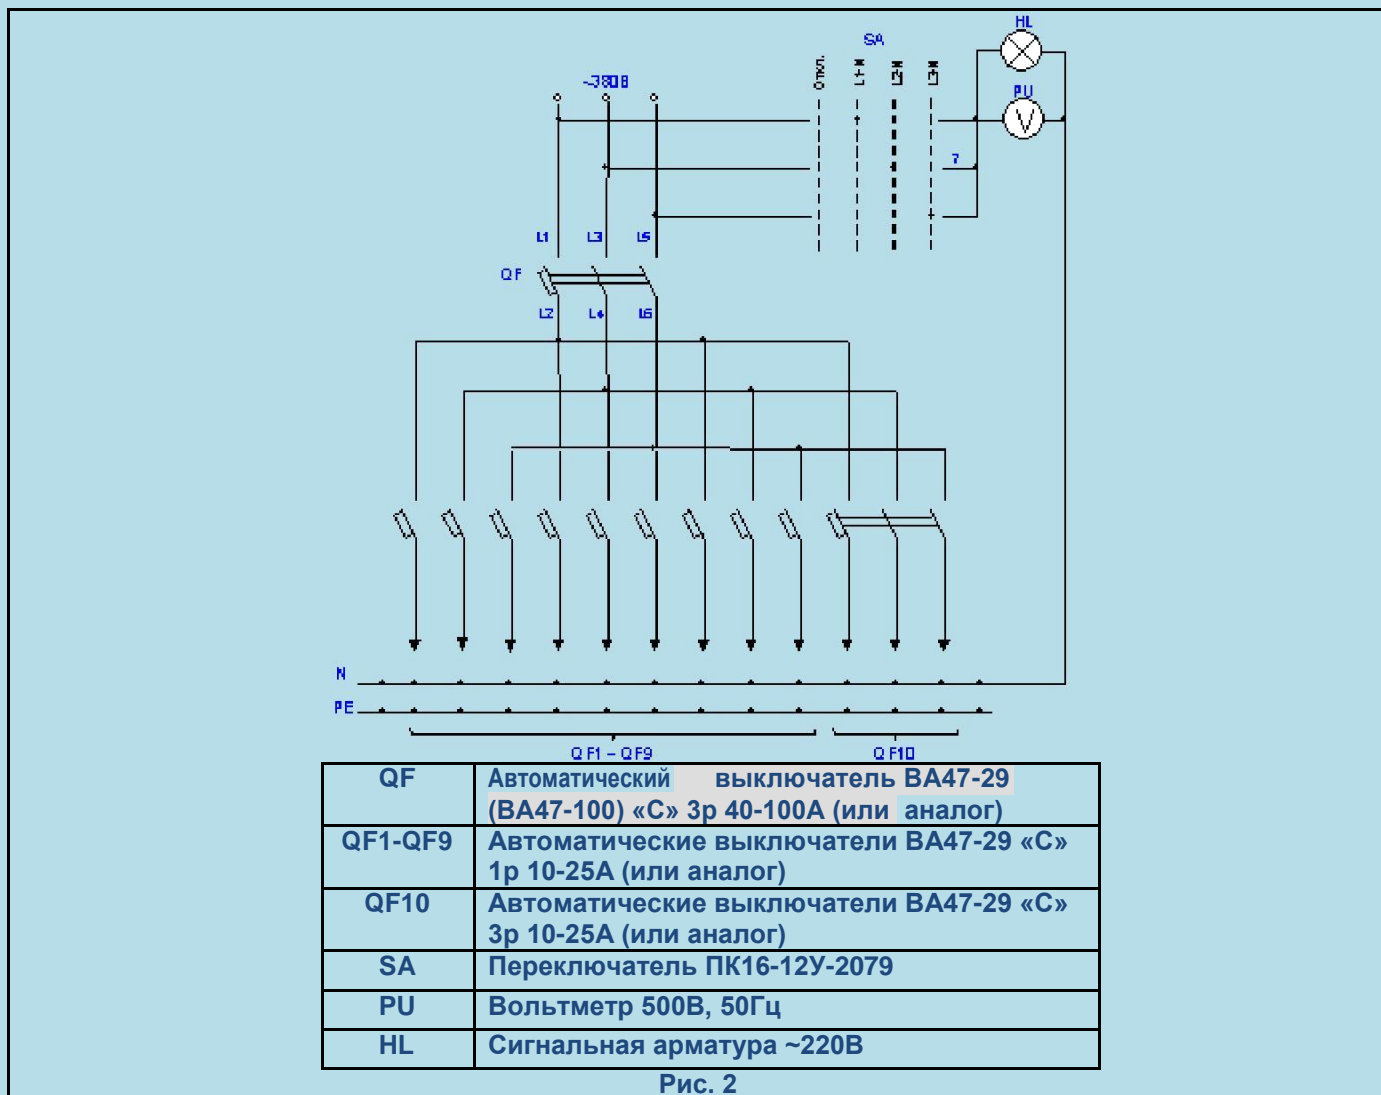 HL
SA
Откл.
L1-N
L2-N
L3-N
~380В
PU
V
7
L1 L3 L5
QF
L2 L4 L6
N
PE
QF1 – QF9 QF10
QF Автоматический выключатель ВА47-29
(ВА47-100) «С» 3р 40-100А (или аналог)
QF1-QF9 Автоматические выключатели ВА47-29 «С»
1р 10-25А (или аналог)
QF10 Автоматические выключатели ВА47-29 «С»
3р 10-25А (или аналог)
SA Переключатель ПК16-12У-2079
PU Вольтметр 500В, 50Гц
HL Сигнальная арматура ~220В
Рис. 2